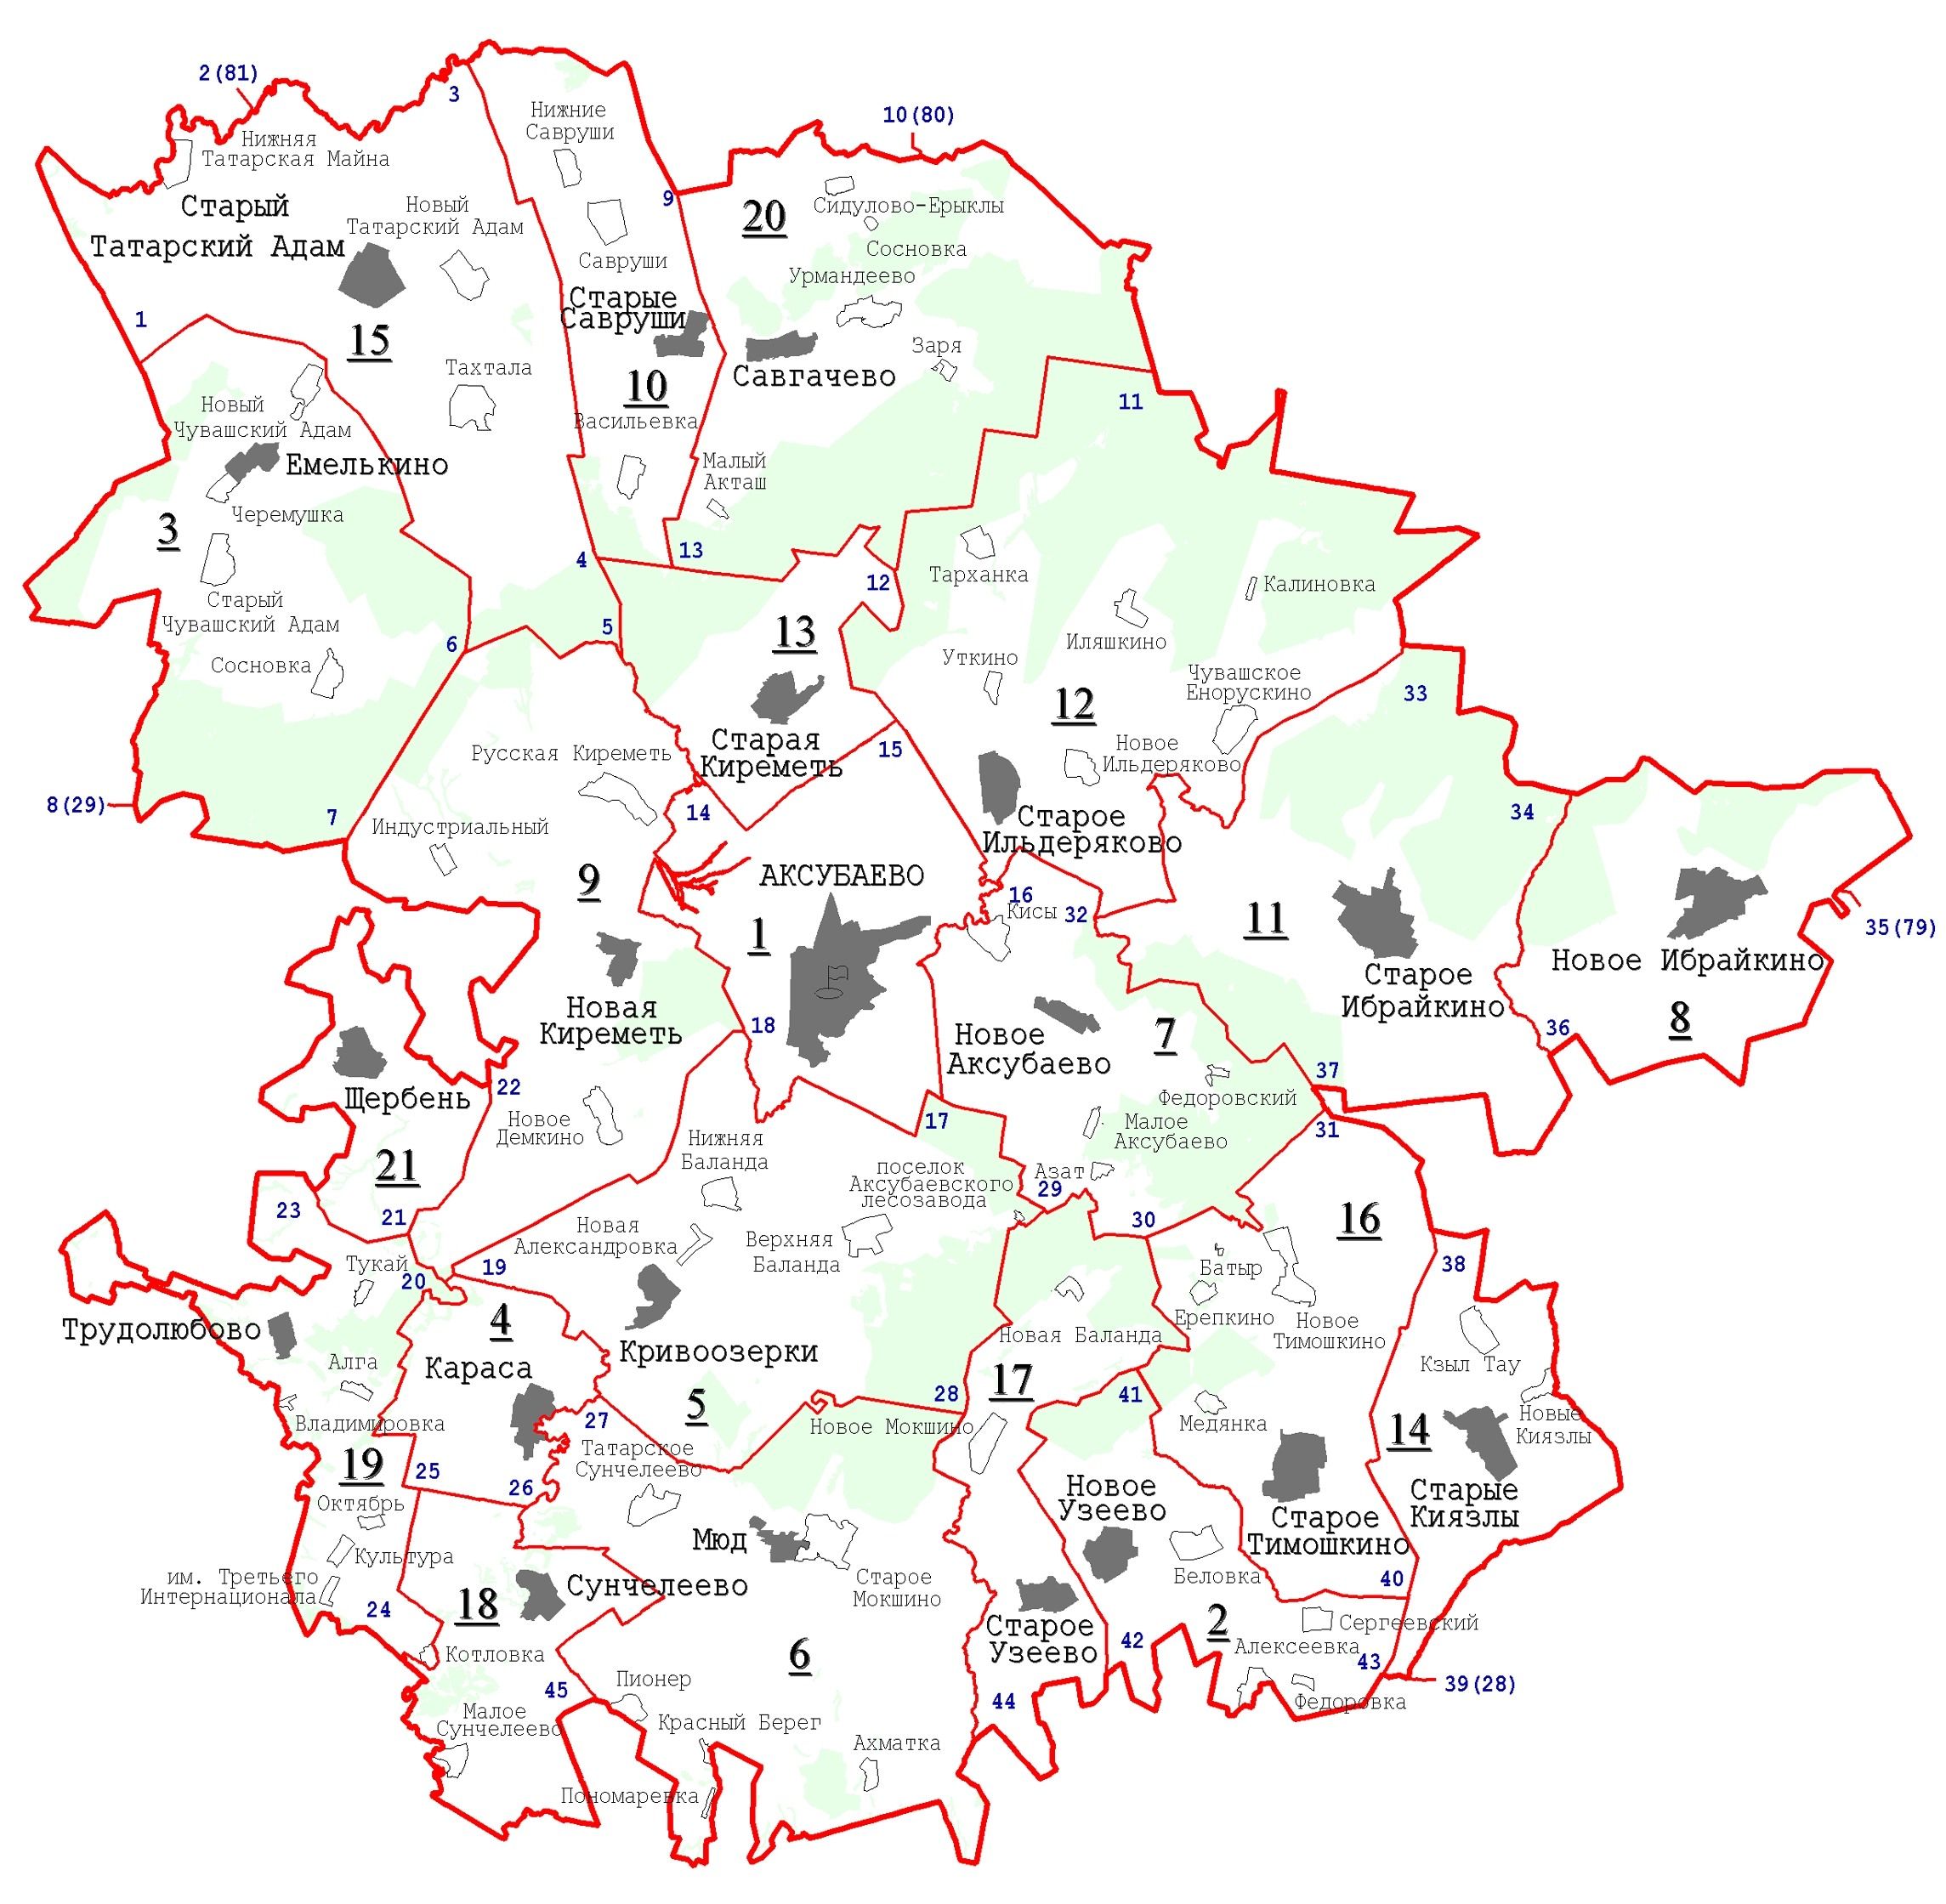 2(81)
3
Нижние
Савруши
10(80)
Нижняя
Татарская Майна
Старый
Татарский Адам
Новый
Татарский Адам
9
20
Сидулово-Ерыклы
Сосновка
Савруши
Урмандеево
Старые
Савруши
1
15
Заря
Тахтала
10
Савгачево
11
Новый
Чувашский Адам
Васильевка
Емелькино
Малый
Акташ
3
Черемушка
4
13
12
Тарханка
Калиновка
Старый
Чувашский Адам
5
13
Иляшкино
6
Сосновка
Уткино
Чувашское
Енорускино
33
12
Русская Киреметь
Старая
Киреметь
15
Новое
Ильдеряково
8(29)
7
14
34
Индустриальный
Старое
Ильдеряково
9
АКСУБАЕВО
16
Кисы
32
11
35(79)
1
Новое Ибрайкино
Старое
Ибрайкино
Новая
Киреметь
18
Новое
Аксубаево
7
36
8
22
37
Щербень
Федоровский
Новое
Демкино
17
Малое
Аксубаево
31
Нижняя
Баланда
21
поселок
Аксубаевского
лесозавода
Азат
29
23
21
30
16
Новая
Александровка
Верхняя
Баланда
Тукай
20
19
Батыр
38
Трудолюбово
4
Ерепкино
Новое
Тимошкино
Новая Баланда
Кривоозерки
Алга
Караса
Кзыл Тау
17
28
41
5
Владимировка
27
Новое Мокшино
Медянка
14
Новые
Киязлы
Татарское
Сунчелеево
19
25
26
Новое
Узеево
Старые
Киязлы
Октябрь
Старое
Тимошкино
Мюд
Культура
им. Третьего
Интернационала
Сунчелеево
Старое
Мокшино
Беловка
40
24
18
Старое
Узеево
2
Сергеевский
Алексеевка
42
Котловка
6
43
39(28)
Пионер
45
44
Федоровка
Малое
Сунчелеево
Красный Берег
Ахматка
Пономаревка